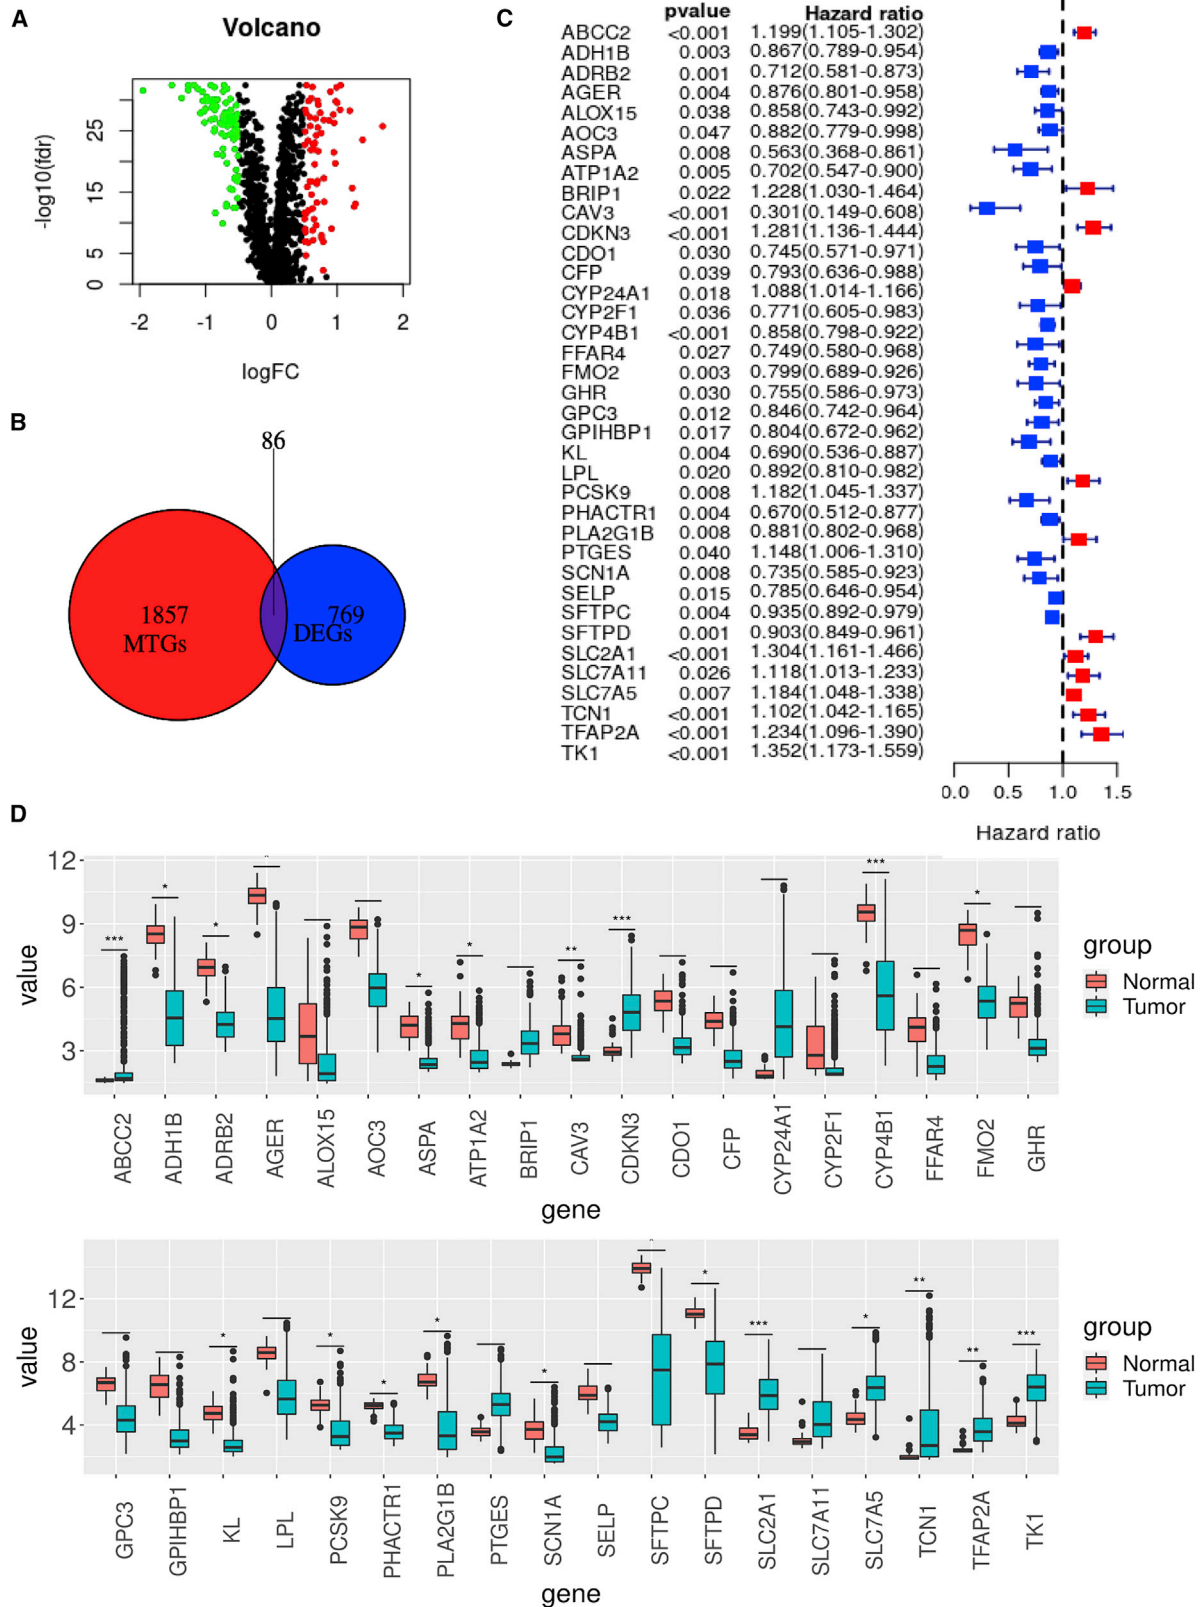 A
Volcano
-log10(fdr)
25
15
5
0
-2 -1 0 1 2
logFC
B
86
1857
MTGs
769
DEGs
C
pvalue Hazard ratio
ABCC2 <0.001 1.199(1.105-1.302)
ADH1B 0.003 0.867(0.789-0.954)
ADRB2 0.001 0.712(0.581-0.873)
AGER 0.004 0.876(0.801-0.958)
ALOX15 0.038 0.858(0.743-0.992)
AOC3 0.047 0.882(0.779-0.998)
ASPA 0.008 0.563(0.368-0.861)
ATP1A2 0.005 0.702(0.547-0.900)
BRIP1 0.022 1.228(1.030-1.464)
CAV3 <0.001 0.301(0.149-0.608)
CDKN3 <0.001 1.281(1.136-1.444)
CDO1 0.030 0.745(0.571-0.971)
CFP 0.039 0.793(0.636-0.988)
CYP24A1 0.018 1.088(1.014-1.166)
CYP2F1 0.036 0.771(0.605-0.983)
CYP4B1 <0.001 0.858(0.798-0.922)
FFAR4 0.027 0.749(0.580-0.968)
FMO2 0.003 0.799(0.689-0.926)
GHR 0.030 0.755(0.586-0.973)
GPC3 0.012 0.846(0.742-0.964)
GPIHBP1 0.017 0.804(0.672-0.962)
KL 0.004 0.690(0.536-0.887)
LPL 0.020 0.892(0.810-0.982)
PCSK9 0.008 1.182(1.045-1.337)
PHACTR1 0.004 0.670(0.512-0.877)
PLA2G1B 0.008 0.881(0.802-0.968)
PTGES 0.040 1.148(1.006-1.310)
SCN1A 0.008 0.735(0.585-0.923)
SELP 0.015 0.785(0.646-0.954)
SFTPC 0.004 0.935(0.892-0.979)
SFTPD 0.001 0.903(0.849-0.961)
SLC2A1 <0.001 1.304(1.161-1.466)
SLC7A11 0.026 1.118(1.013-1.233)
SLC7A5 0.007 1.184(1.048-1.338)
TCN1 <0.001 1.102(1.042-1.165)
TFAP2A <0.001 1.234(1.096-1.390)
TK1 <0.001 1.352(1.173-1.559)
0.0 0.5 1.0 1.5
Hazard ratio
D
value
12
9
6
3
*** * * * * ** *** *** *
ABCC2 ADH1B ADRB2 AGER ALOX15 AOC3 ASPA ATP1A2 BRIP1 CAV3 CDKN3 CDO1 CFP CYP24A1 CYP2F1 CYP4B1 FFAR4 FMO2 GHR
gene
group
Normal
Tumor
value
12
8
4
* * * * * * *** * ** ** ***
GPC3 GPIHBP1 KL LPL PCSK9 PHACTR1 PLA2G1B PTGES SCN1A SELP SFTPC SFTPD SLC2A1 SLC7A11 SLC7A5 TCN1 TFAP2A TK1
gene
group
Normal
Tumor